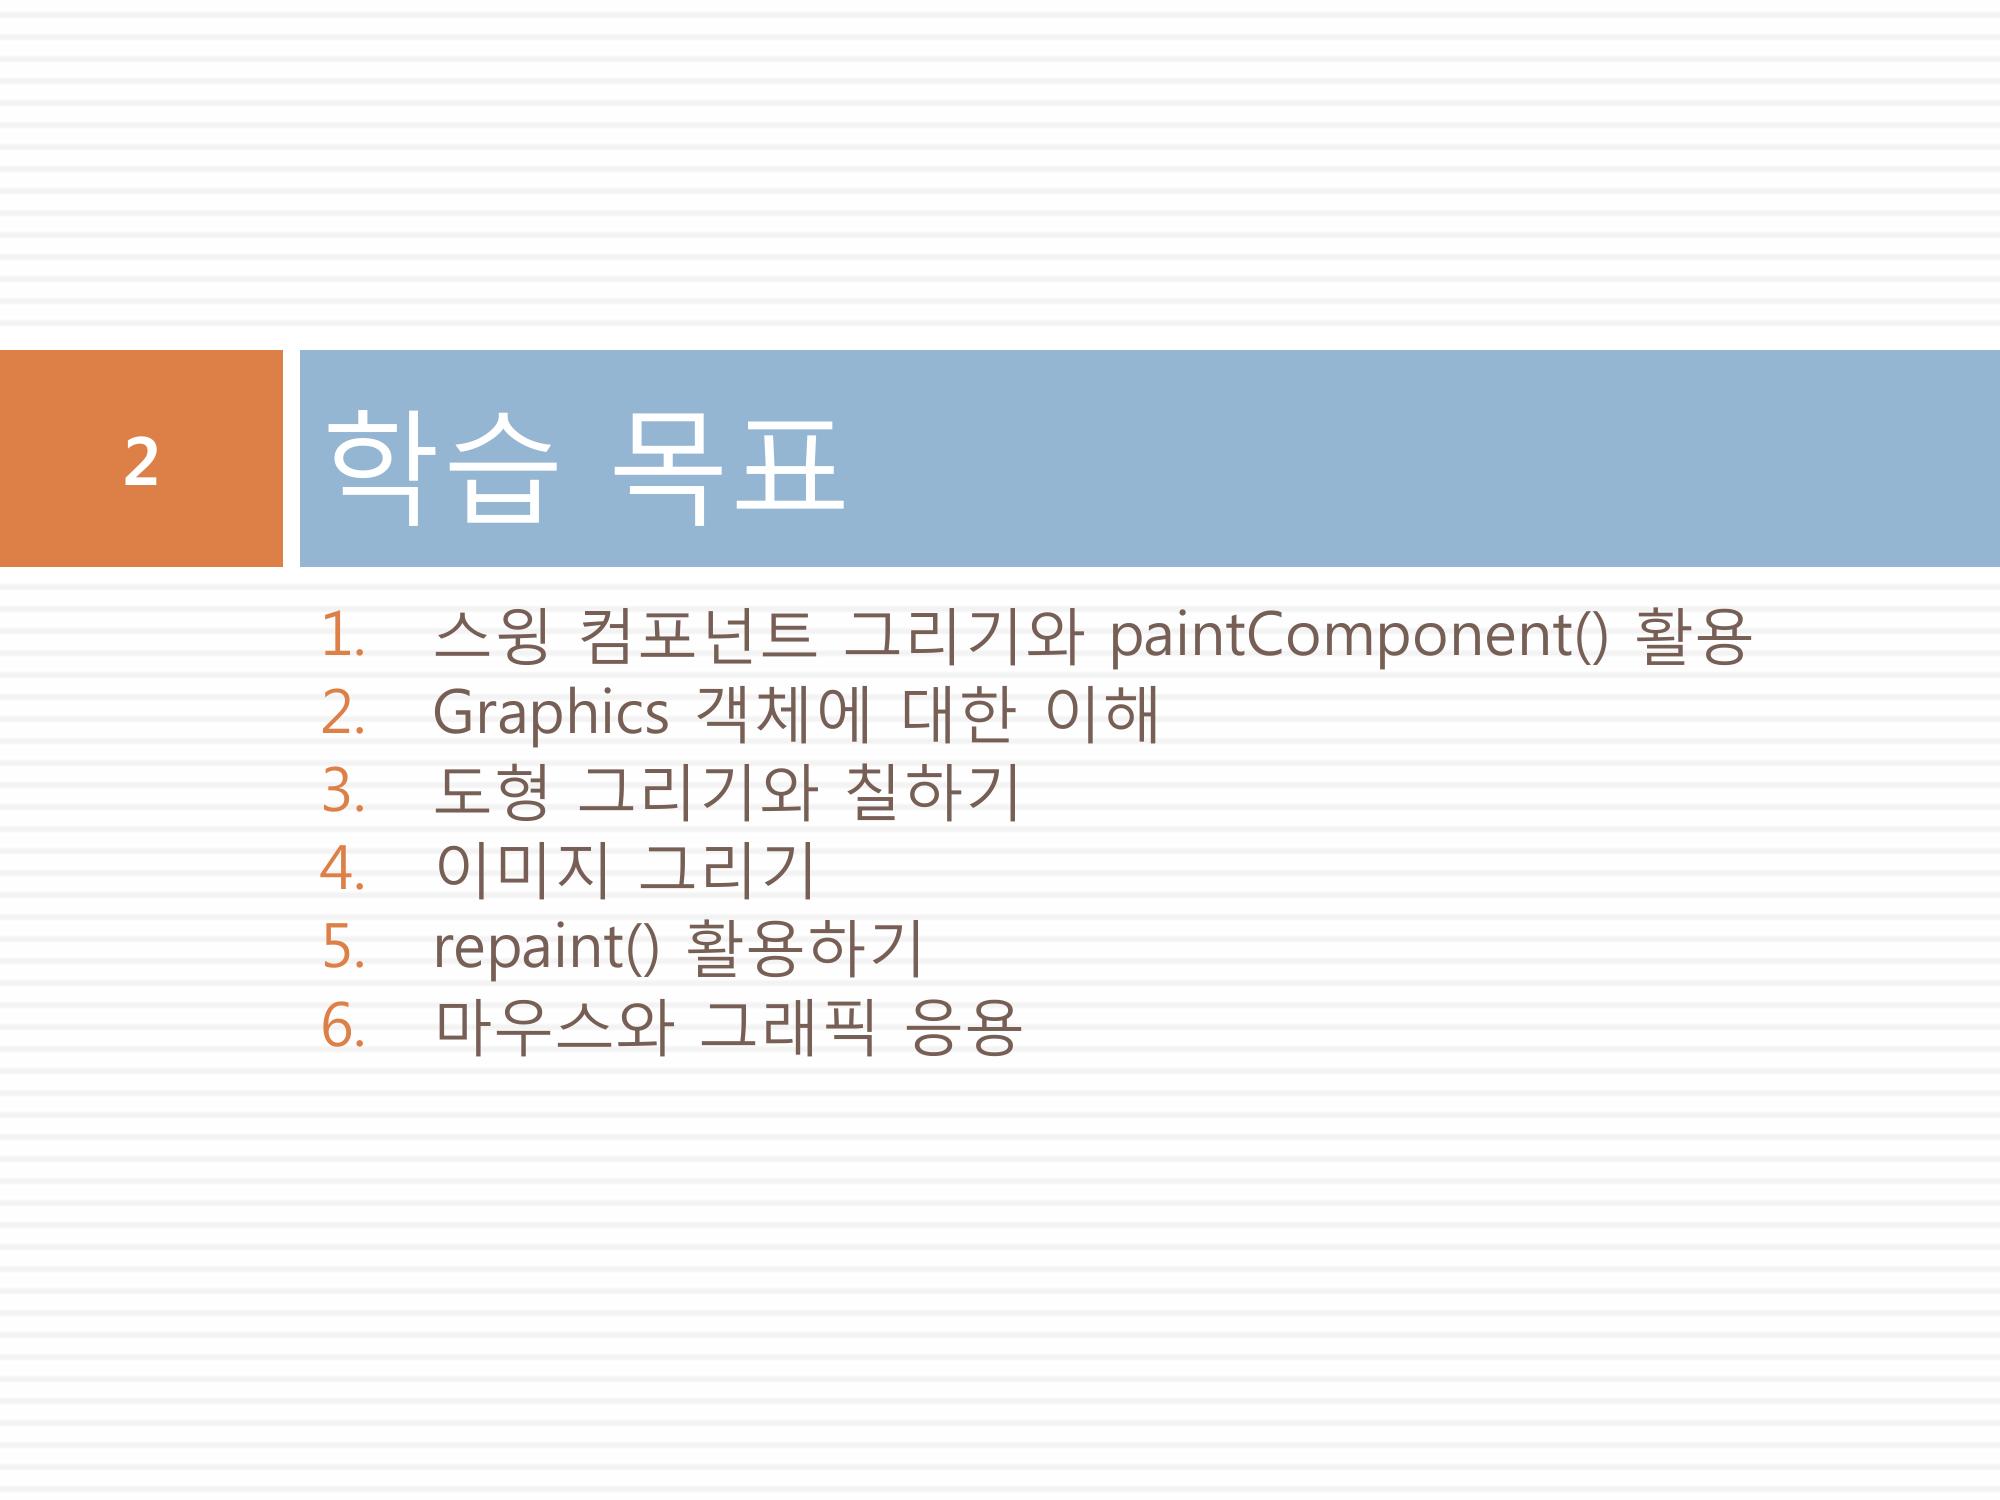 2
학습 목표
1. 스윙 컴포넌트 그리기와 paintComponent() 활용
2. Graphics 객체에 대한 이해
3. 도형 그리기와 칠하기
4. 이미지 그리기
5. repaint() 활용하기
6. 마우스와 그래픽 응용